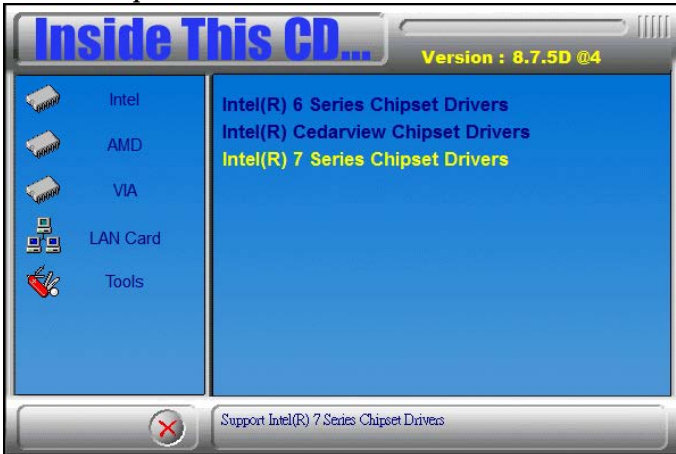 Inside This CD...
Version : 8.7.5D @4
Intel
AMD
VIA
LAN Card
Tools
Intel(R) 6 Series Chipset Drivers
Intel(R) Cedarview Chipset Drivers
Intel(R) 7 Series Chipset Drivers
Support Intel(R) 7 Series Chipset Drivers